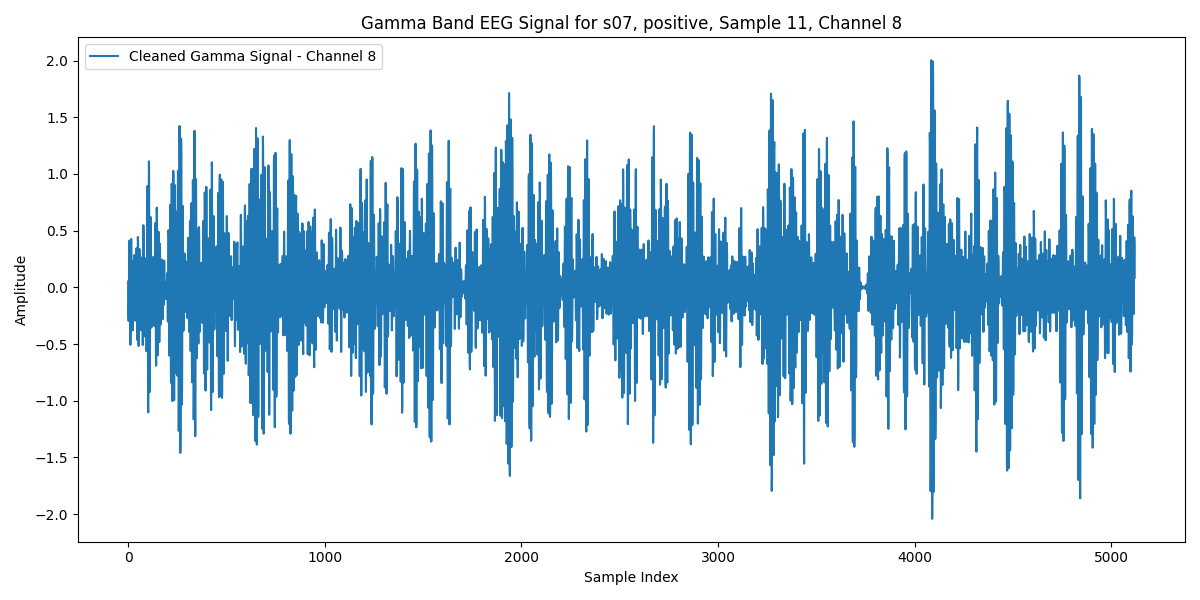 Gamma Band EEG Signal for s07, positive, Sample 11, Channel 8
Cleaned Gamma Signal - Channel 8
2.0
1.5
1.0
0.5
0.0
−0.5
−1.0
−1.5
−2.0
Amplitude
0 1000 2000 3000 4000 5000
Sample Index